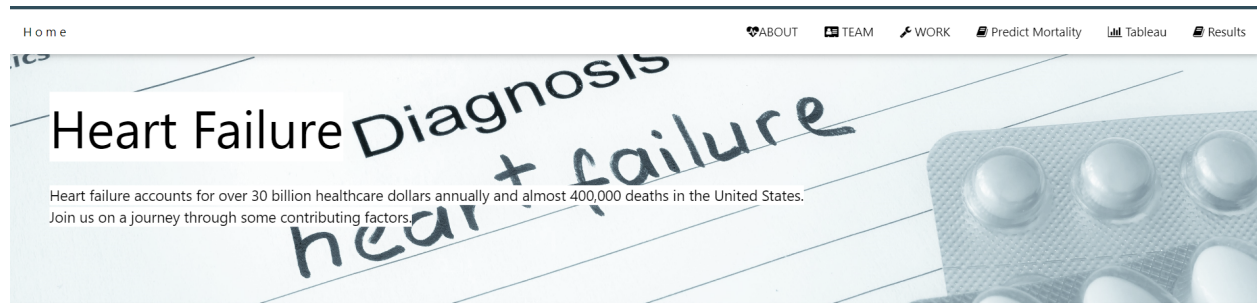 Home
ABOUT TEAM WORK Predict Mortality Tableau Results
Diagnosis
heart failure
Heart Failure
Heart failure accounts for over 30 billion healthcare dollars annually and almost 400,000 deaths in the United States.
Join us on a journey through some contributing factors.